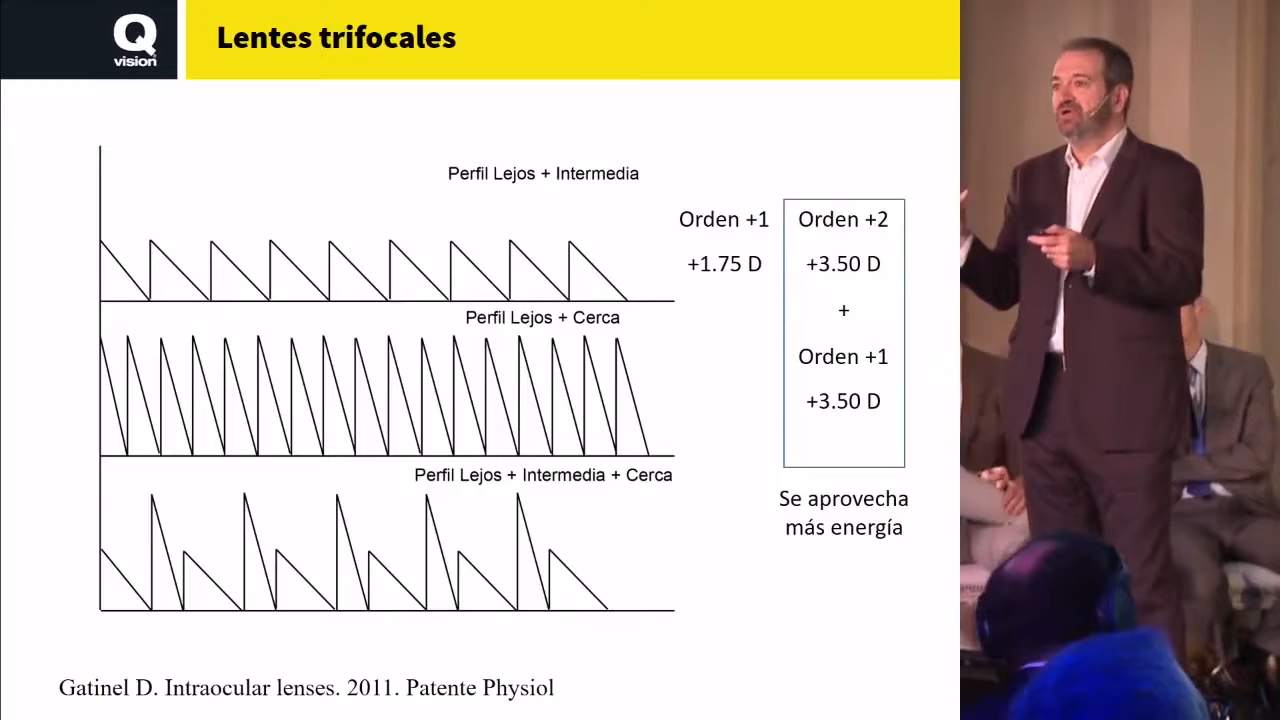 Q
vision
Lentes trifocales
Perfil Lejos + Intermedia
Orden +1
Orden +2
+1.75 D
+3.50 D
+
Perfil Lejos + Cerca
Orden +1
+3.50 D
Perfil Lejos + Intermedia + Cerca
Se aprovecha
más energía
Gatinel D. Intraocular lenses. 2011. Patente Physiol